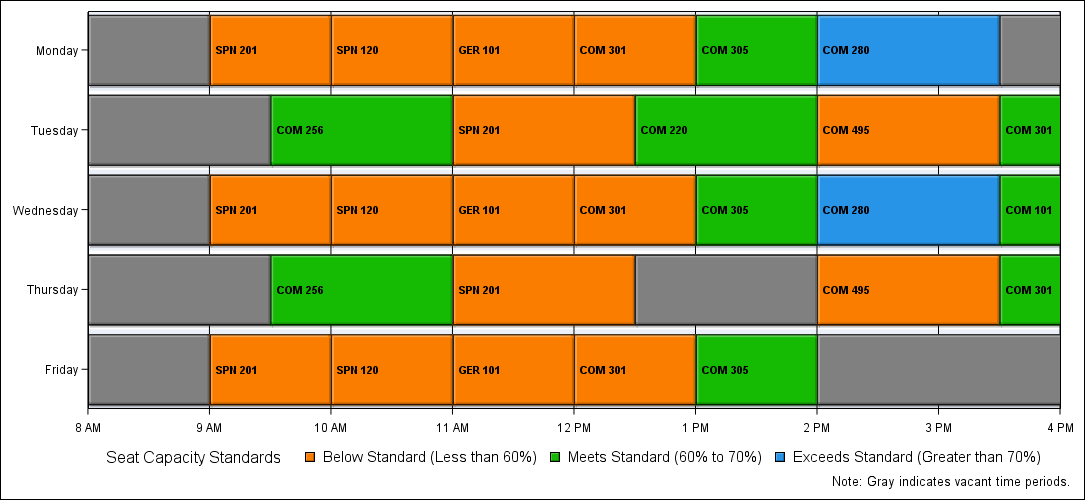 Monday SPN 201 SPN 120 GER 101 COM 301 COM 305 COM 280
Tuesday COM 256 SPN 201 COM 220 COM 495 COM 301
Wednesday SPN 201 SPN 120 GER 101 COM 301 COM 305 COM 280 COM 101
Thursday COM 256 SPN 201 COM 495 COM 301
Friday SPN 201 SPN 120 GER 101 COM 301 COM 305
8 AM 9 AM 10 AM 11 AM 12 PM 1 PM 2 PM 3 PM 4 PM
Seat Capacity Standards Below Standard (Less than 60%) Meets Standard (60% to 70%) Exceeds Standard (Greater than 70%)
Note: Gray indicates vacant time periods.